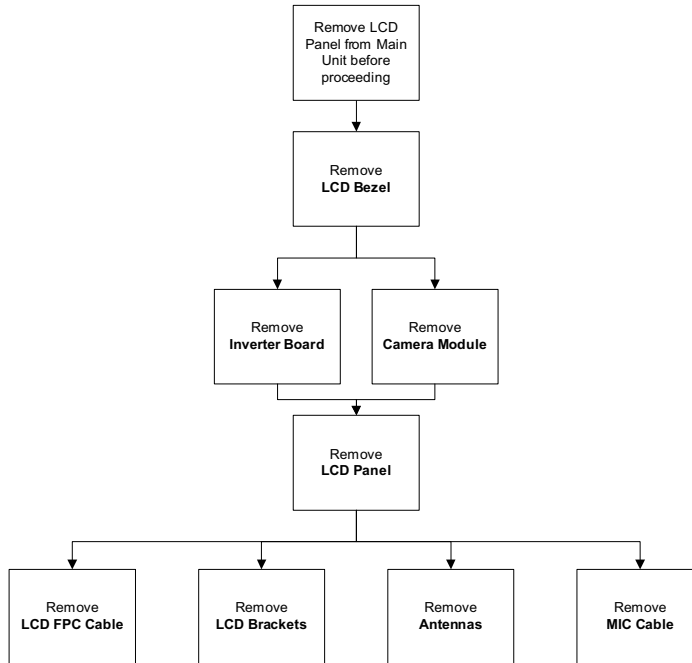 Remove LCD
Panel from Main
Unit before
proceeding
Remove
LCD Bezel
Remove
Inverter Board
Remove
Camera Module
Remove
LCD Panel
Remove
LCD FPC Cable
Remove
LCD Brackets
Remove
Antennas
Remove
MIC Cable